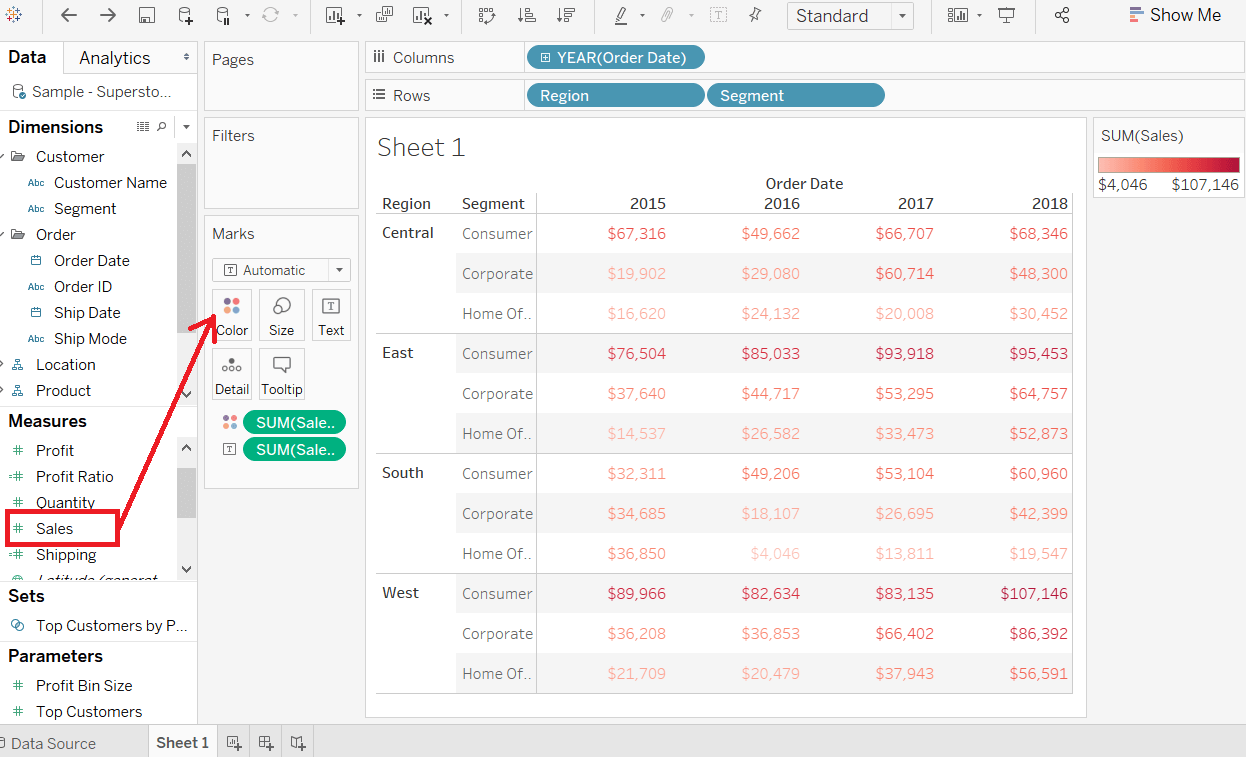 Standard
Show Me
Data
Analytics
Sample - Supersto...
Dimensions
Customer
Abc Customer Name
Abc Segment
Order
Order Date
Abc Order ID
Ship Date
Abc Ship Mode
Location
Product
Measures
# Profit
=# Profit Ratio
# Quantity
# Sales
=# Shipping
Latitude (generat
Sets
Top Customers by P...
Parameters
# Profit Bin Size
# Top Customers
Pages
Filters
Marks
T Automatic
Color
Size
T Text
Detail
Tooltip
SUM(Sale..
T SUM(Sale..
Columns
YEAR(Order Date)
Rows
Region
Segment
Sheet 1
Order Date
Region Segment 2015 2016 2017 2018
Central Consumer $67,316 $49,662 $66,707 $68,346
Corporate $19,902 $29,080 $60,714 $48,300
Home Of.. $16,620 $24,132 $20,008 $30,452
East Consumer $76,504 $85,033 $93,918 $95,453
Corporate $37,640 $44,717 $53,295 $64,757
Home Of.. $14,537 $26,582 $33,473 $52,873
South Consumer $32,311 $49,206 $53,104 $60,960
Corporate $34,685 $18,107 $26,695 $42,399
Home Of.. $36,850 $4,046 $13,811 $19,547
West Consumer $89,966 $82,634 $83,135 $107,146
Corporate $36,208 $36,853 $66,402 $86,392
Home Of.. $21,709 $20,479 $37,943 $56,591
SUM(Sales)
$4,046 $107,146
Data Source
Sheet 1